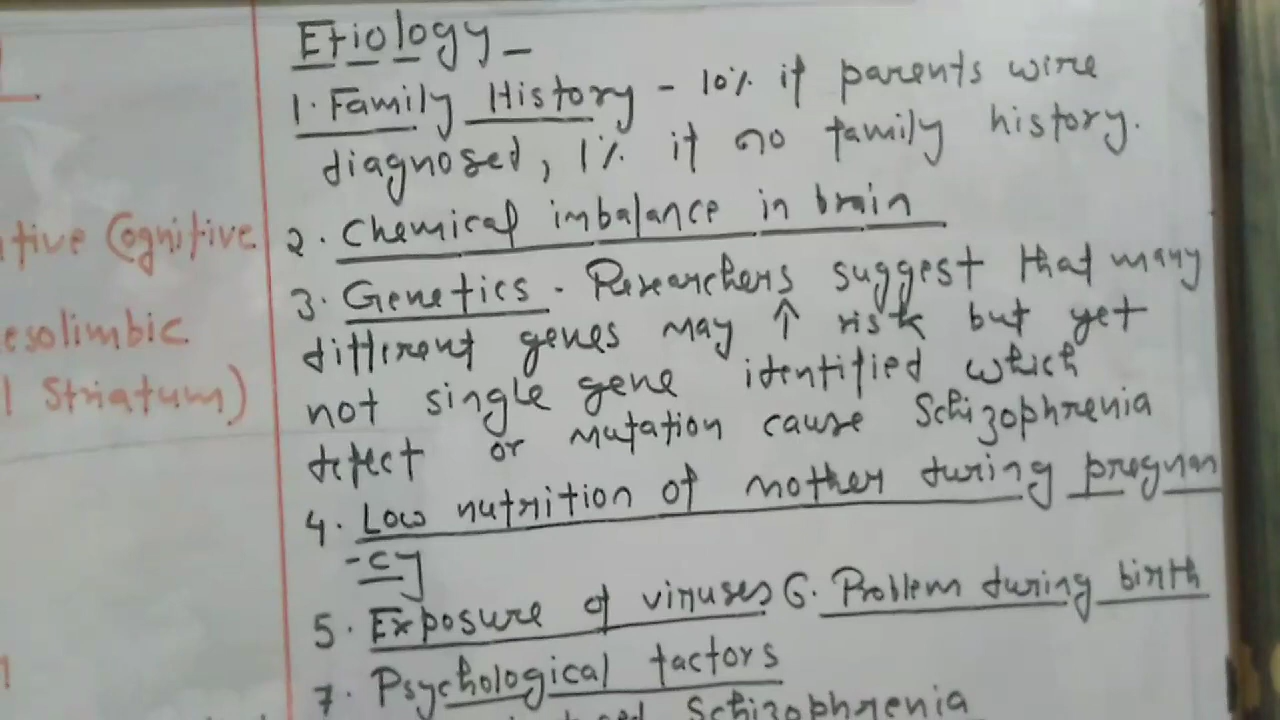 Etiology -
1. Family History - 10% if parents were
diagnosed, 1% if no family history.
2. Chemical imbalance in brain
3. Genetics. Researchers suggest that many
different genes may ↑ risk but yet
not single gene identified which
defect or mutation cause Schizophrenia
4. Low nutrition of mother during pregnan
-cy
5. Exposure of viruses 6. Problem during birth
7. Psychological factors
Schizophrenia
Cognitive
Striatum)